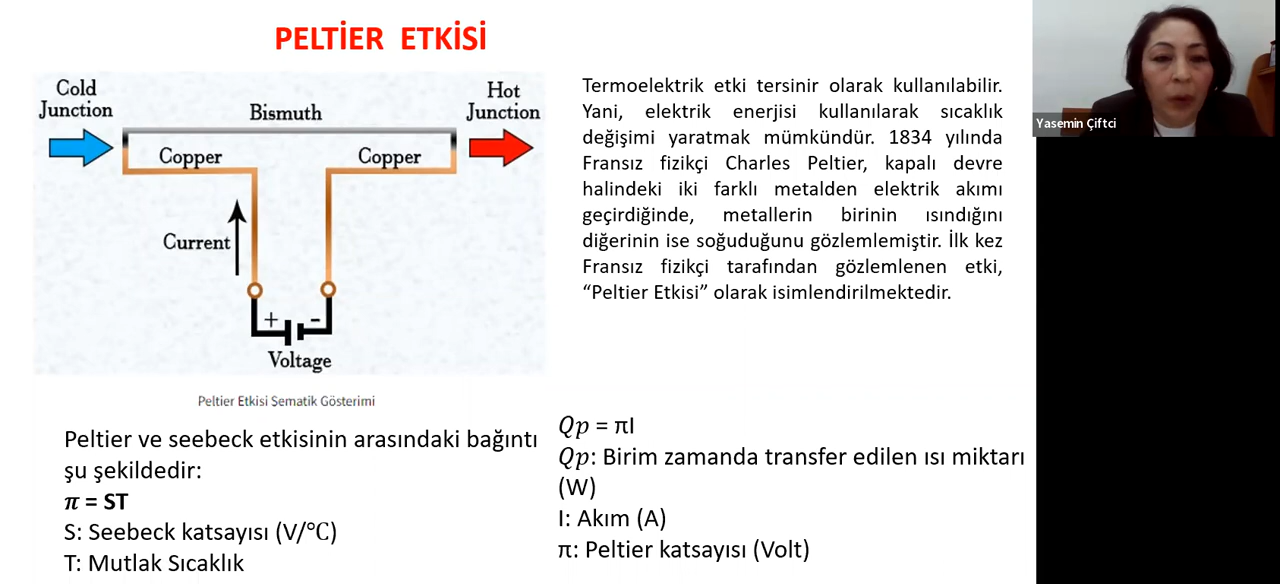 PELTİER ETKİSİ
Cold
Junction
Bismuth
Hot
Junction
Copper
Copper
Current
+
-
Voltage
Peltier Etkisi Şematik Gösterimi
Termoelektrik etki tersinir olarak kullanılabilir.
Yani, elektrik enerjisi kullanılarak sıcaklık
değişimi yaratmak mümkündür. 1834 yılında
Fransız fizikçi Charles Peltier, kapalı devre
halindeki iki farklı metalden elektrik akımı
geçirdiğinde, metallerin birinin ısındığını
diğerinin ise soğuduğunu gözlemlemiştir. İlk kez
Fransız fizikçi tarafından gözlemlenen etki,
“Peltier Etkisi” olarak isimlendirilmektedir.
Peltier ve seebeck etkisinin arasındaki bağıntı
şu şekildedir:
π = ST
S: Seebeck katsayısı (V/℃)
T: Mutlak Sıcaklık
Qp = πI
Qp: Birim zamanda transfer edilen ısı miktarı
(W)
I: Akım (A)
π: Peltier katsayısı (Volt)
Yasemin Çiftci